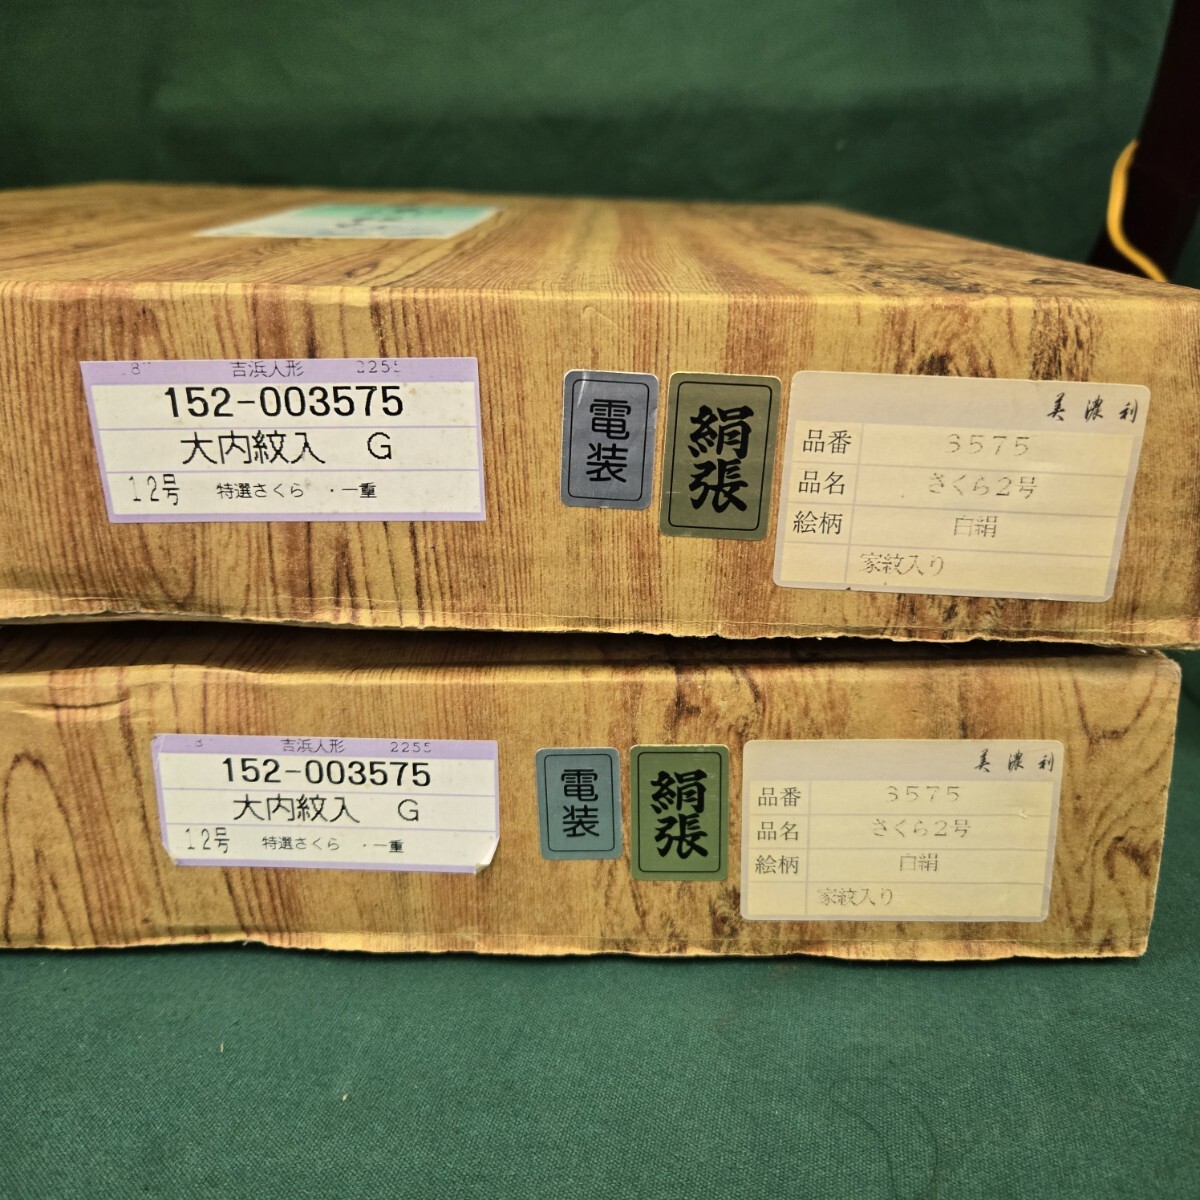 吉浜人形 2255
152-003575
大内紋入 G
12号 特選さくら ・一重
電装
絹張
美濃利
品番 3575
品名 さくら2号
絵柄 白絹
家紋入り
吉浜人形 2255
152-003575
大内紋入 G
12号 特選さくら ・一重
電装
絹張
美濃利
品番 3575
品名 さくら2号
絵柄 白絹
家紋入り